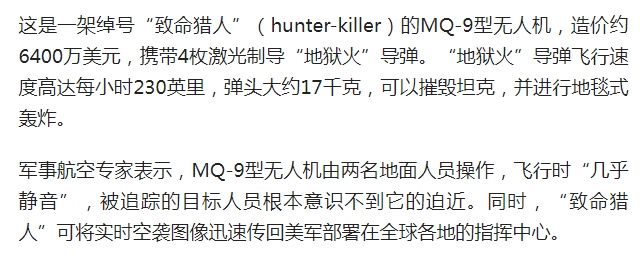 这是一架绰号“致命猎人”（hunter-killer）的MQ-9型无人机，造价约
6400万美元，携带4枚激光制导“地狱火”导弹。“地狱火”导弹飞行速
度高达每小时230英里，弹头大约17千克，可以摧毁坦克，并进行地毯式
轰炸。
军事航空专家表示，MQ-9型无人机由两名地面人员操作，飞行时“几乎
静音”，被追踪的目标人员根本意识不到它的迫近。同时，“致命猎
人”可将实时空袭图像迅速传回美军部署在全球各地的指挥中心。